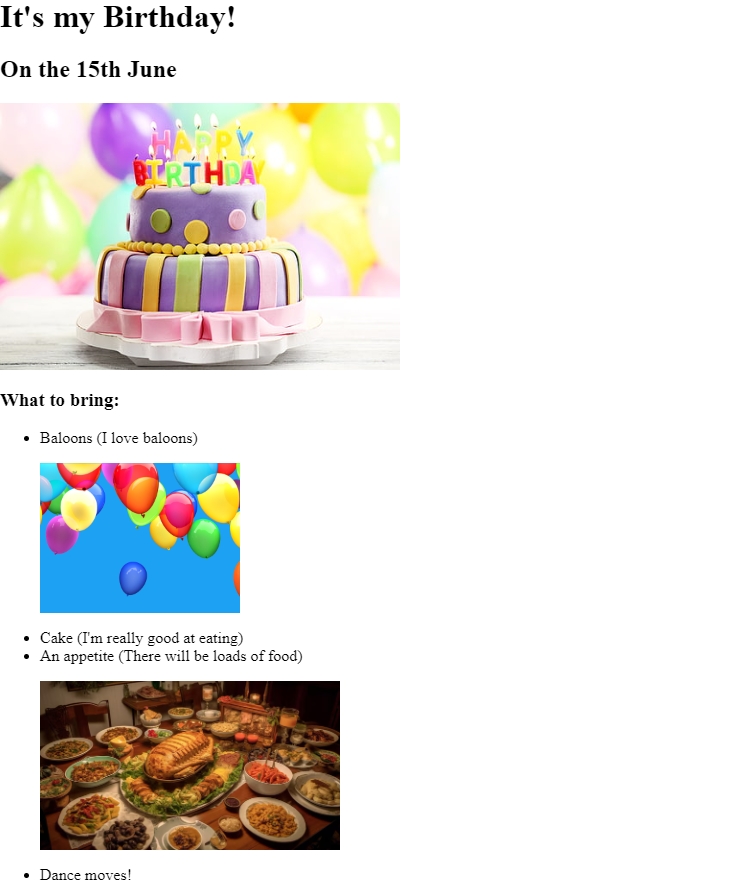 It's my Birthday!
On the 15th June
HAPPY
BIRTHDAY
What to bring:
Baloons (I love baloons)
Cake (I'm really good at eating)
An appetite (There will be loads of food)
Dance moves!